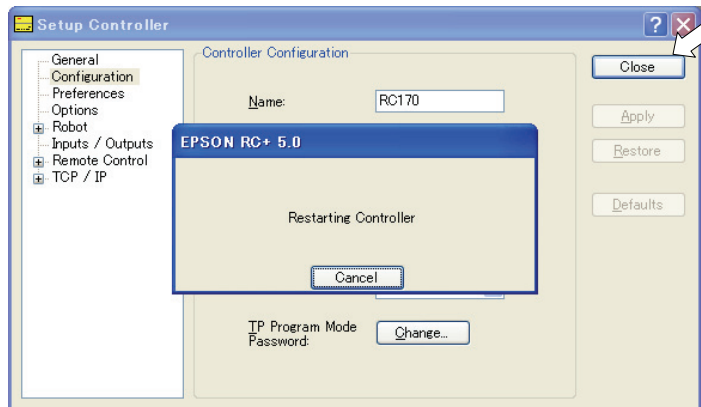 Setup Controller
General
Configuration
Preferences
Options
Robot
Inputs / Outputs
Remote Control
TCP / IP
Controller Configuration
Name:
RC170
EPSON RC+ 5.0
Restarting Controller
Cancel
TP Program Mode
Password:
Change...
Close
Apply
Restore
Defaults